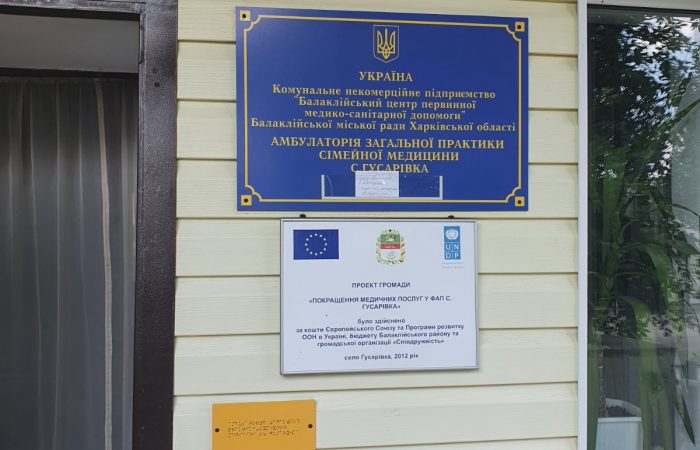 УКРАЇНА
Комунальне некомерційне підприємство
"Балаклійський центр первинної
медико-санітарної допомоги"
Балаклійської міської ради Харківської області
АМБУЛАТОРІЯ ЗАГАЛЬНОЇ ПРАКТИКИ
СІМЕЙНОЇ МЕДИЦИНИ
С.ГУСАРІВКА
UN
DP
ПРОЕКТ ГРОМАДИ
«ПОКРАЩЕННЯ МЕДИЧНИХ ПОСЛУГ У ФАП С.
ГУСАРІВКА»
було здійснено
за кошти Європейського Союзу та Програми розвитку
ООН в Україні, бюджету Балаклійського району та
громадської організації «Співдружність»
село Гусарівка, 2012 рік